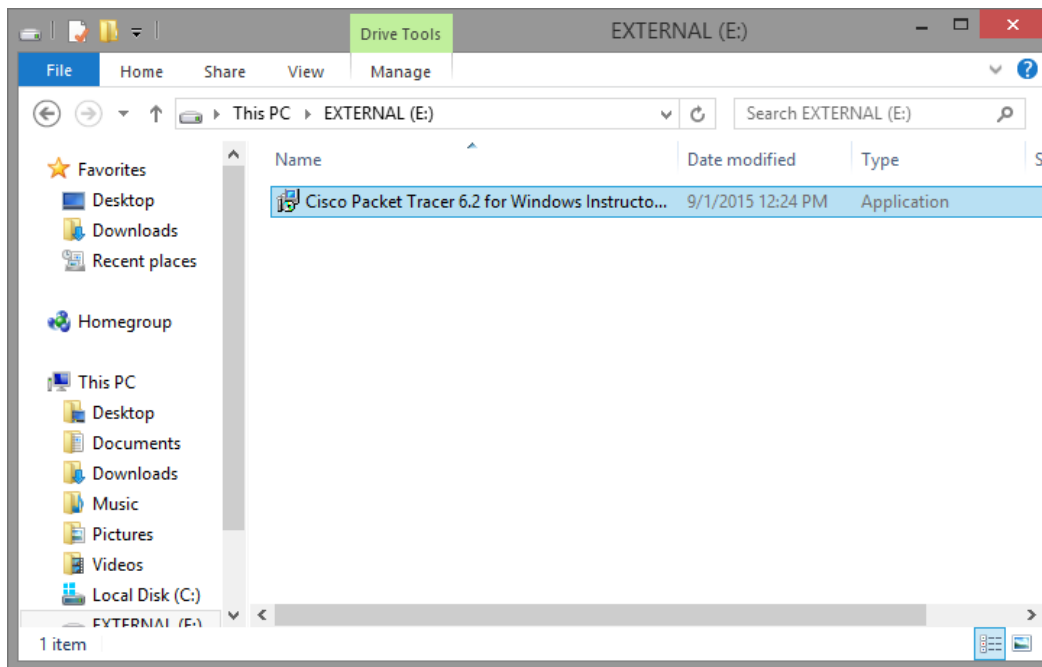 Drive Tools
EXTERNAL (E:)
File Home Share View Manage
This PC EXTERNAL (E:) Search EXTERNAL (E:)
Name Date modified Type S
Cisco Packet Tracer 6.2 for Windows Instructo... 9/1/2015 12:24 PM Application
Favorites
Desktop
Downloads
Recent places
Homegroup
This PC
Desktop
Documents
Downloads
Music
Pictures
Videos
Local Disk (C:)
EXTERNAL (E:)
1 item